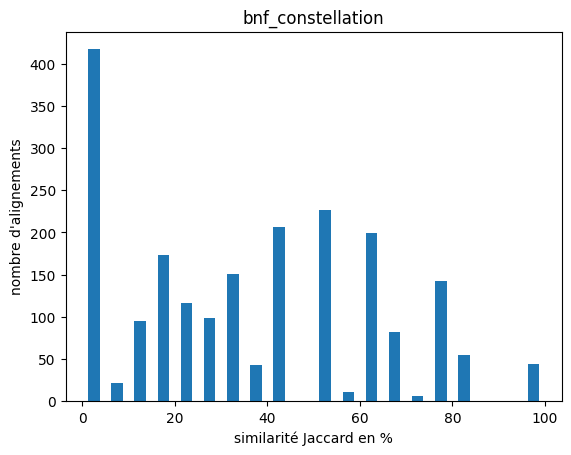 bnf_constellation
nombre d'alignements
400
350
300
250
200
150
100
50
0
0 20 40 60 80 100
similarité Jaccard en %